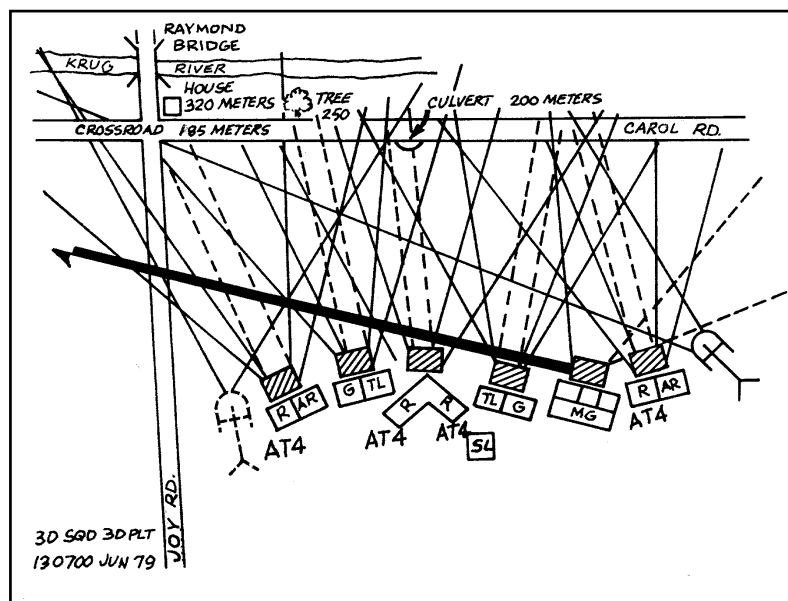 RAYMOND
BRIDGE
KRUG RIVER
HOUSE
320 METERS
TREE
250
CULVERT 200 METERS
CROSSROAD 185 METERS
CAROL RD.
R AR
AT4
G TL
R R
AT4 AT4
SL
TL G
MG
R AR
AT4
JOY RD.
3D SQD 3D PLT
130700 JUN 79